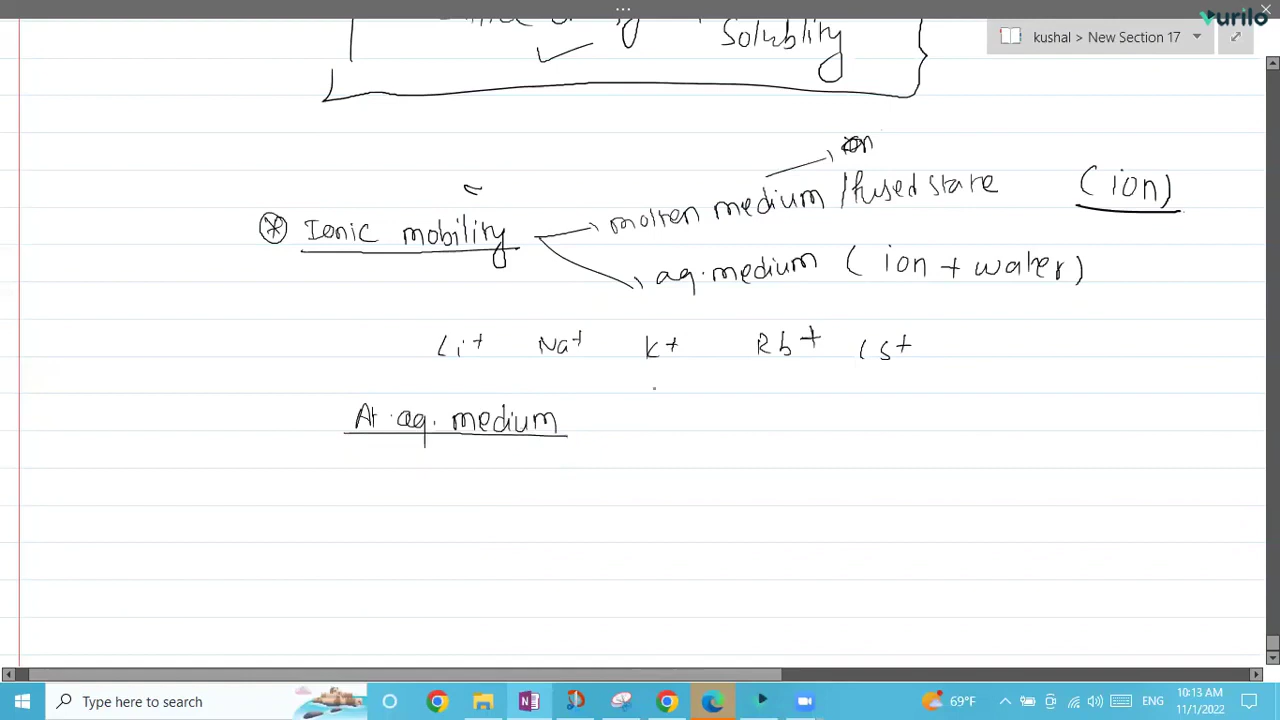 Yurilo
kushal > New Section 17
Solublity
ion
Ionic mobility
molten medium / fused state (ion)
aq. medium (ion + water)
Li+ Na+ K+ Rb+ Cs+
At aq. medium
Type here to search
69°F
ENG
10:13 AM
11/1/2022